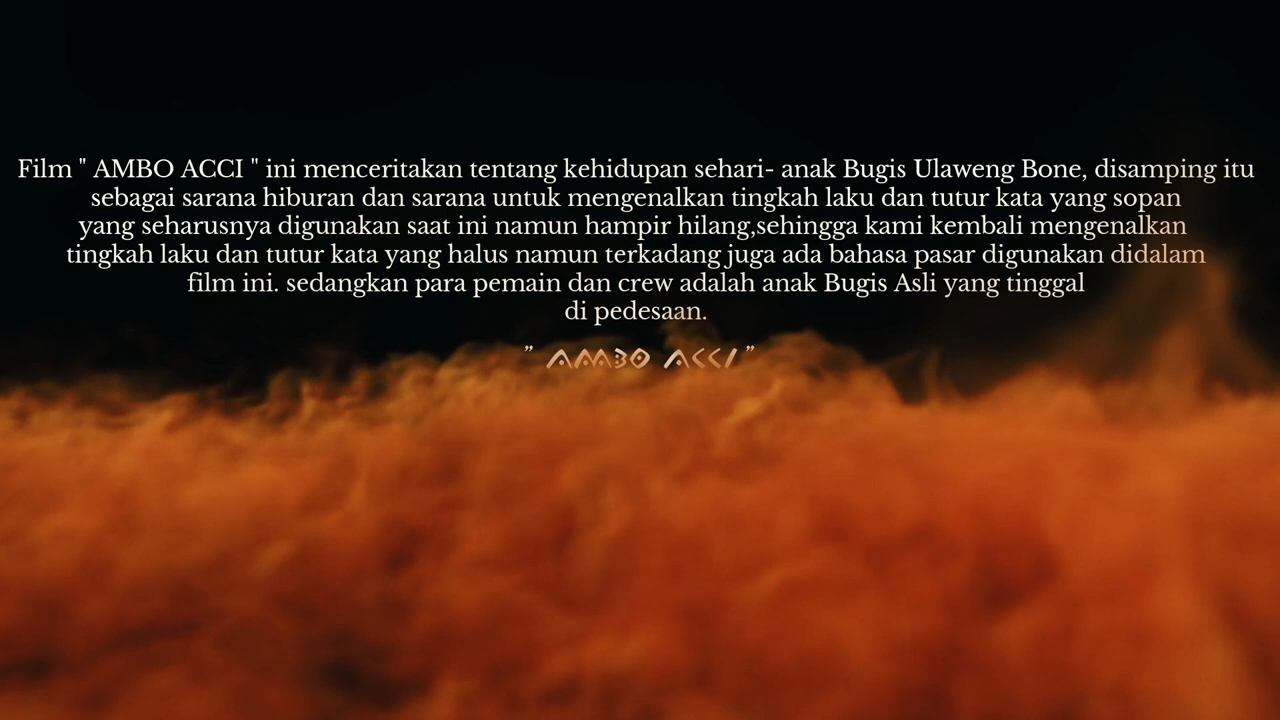 Film " AMBO ACCI " ini menceritakan tentang kehidupan sehari- anak Bugis Ulaweng Bone, disamping itu
sebagai sarana hiburan dan sarana untuk mengenalkan tingkah laku dan tutur kata yang sopan
yang seharusnya digunakan saat ini namun hampir hilang,sehingga kami kembali mengenalkan
tingkah laku dan tutur kata yang halus namun terkadang juga ada bahasa pasar digunakan didalam
film ini. sedangkan para pemain dan crew adalah anak Bugis Asli yang tinggal
di pedesaan.
" AMBO ACCI "